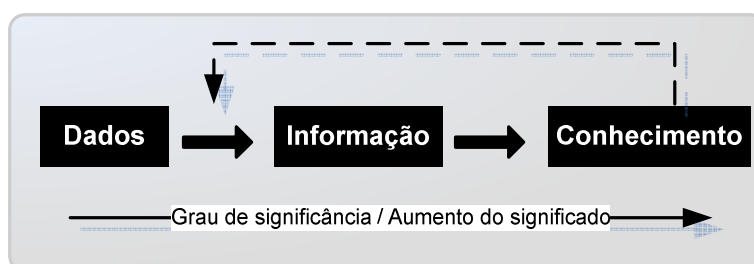 Dados
Informação
Conhecimento
Grau de significância / Aumento do significado